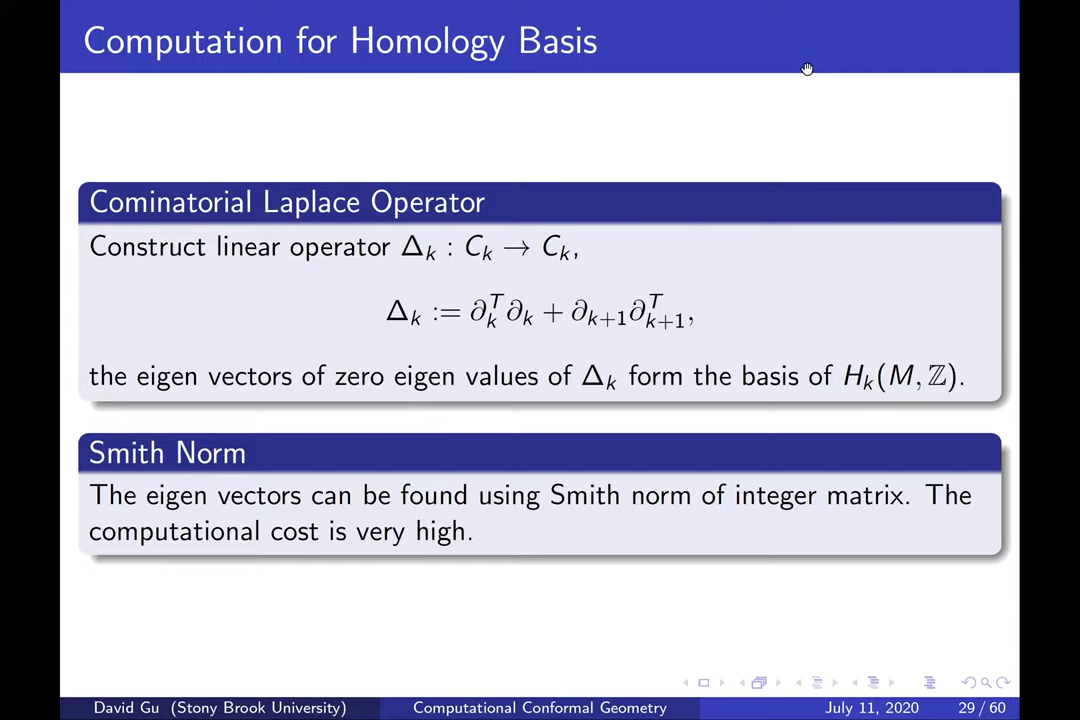 Computation for Homology Basis
Cominatorial Laplace Operator
Construct linear operator Δ_k : C_k → C_k,
Δ_k := ∂_k^T ∂_k + ∂_{k+1} ∂_{k+1}^T,
the eigen vectors of zero eigen values of Δ_k form the basis of H_k(M, ℤ).
Smith Norm
The eigen vectors can be found using Smith norm of integer matrix. The
computational cost is very high.
David Gu (Stony Brook University) Computational Conformal Geometry July 11, 2020 29 / 60